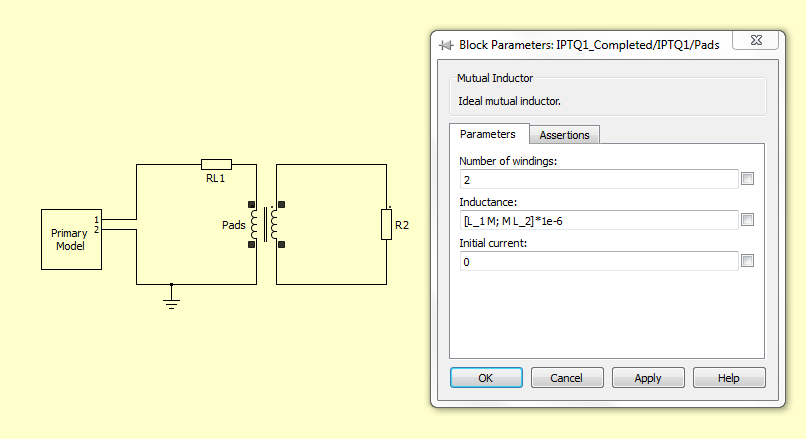 RL1
1
2
Primary
Model
Pads
R2
Block Parameters: IPTQ1_Completed/IPTQ1/Pads
Mutual Inductor
Ideal mutual inductor.
Parameters
Assertions
Number of windings:
2
Inductance:
[L_1 M; M L_2]*1e-6
Initial current:
0
OK
Cancel
Apply
Help